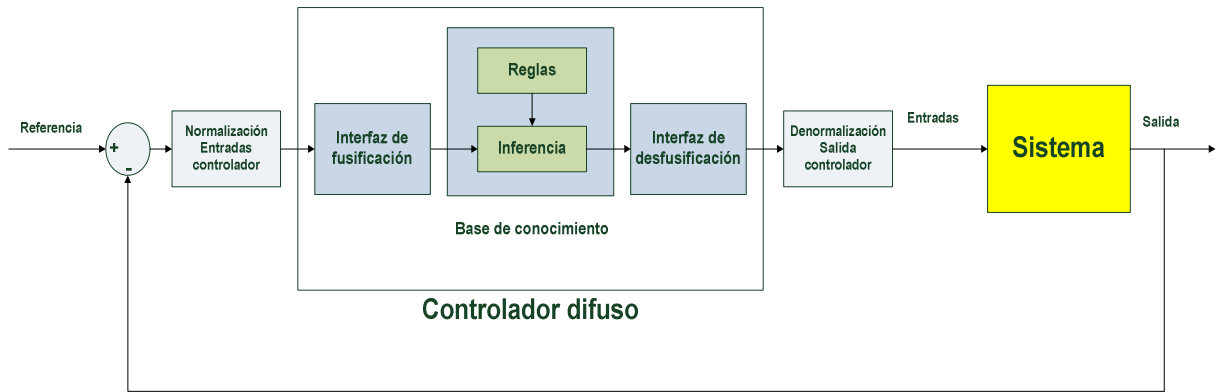 Referencia
+
-
Normalización
Entradas
controlador
Interfaz de
fusificación
Reglas
Inferencia
Base de conocimiento
Interfaz de
desfusificación
Controlador difuso
Denormalización
Salida
controlador
Entradas
Sistema
Salida